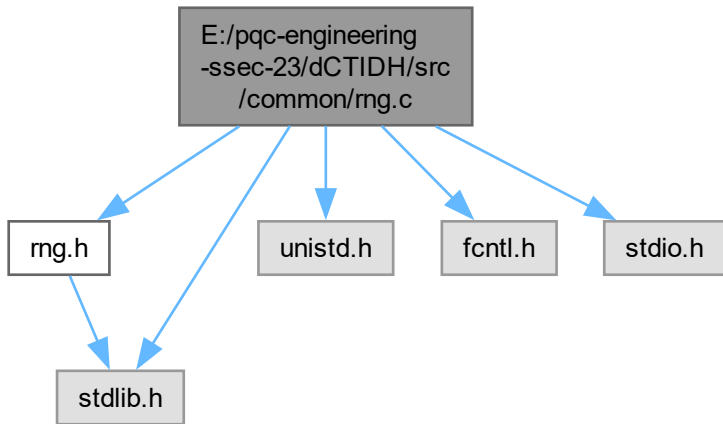 E:/pqc-engineering
-ssec-23/dCTIDH/src
/common/rng.c
rng.h
unistd.h
fcntl.h
stdio.h
stdlib.h